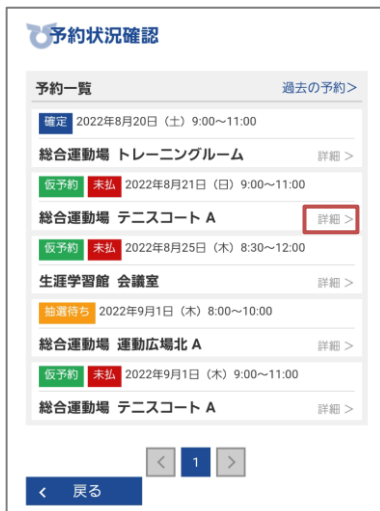 予約状況確認
予約一覧 過去の予約>
確定 2022年8月20日（土）9:00~11:00
総合運動場 トレーニングルーム 詳細 >
仮予約 未払 2022年8月21日（日）9:00~11:00
総合運動場 テニスコート A 詳細 >
仮予約 未払 2022年8月25日（木）8:30~12:00
生涯学習館 会議室 詳細 >
抽選待ち 2022年9月1日（木）8:00~10:00
総合運動場 運動広場北 A 詳細 >
仮予約 未払 2022年9月1日（木）9:00~11:00
総合運動場 テニスコート A 詳細 >
< 1 >
< 戻る